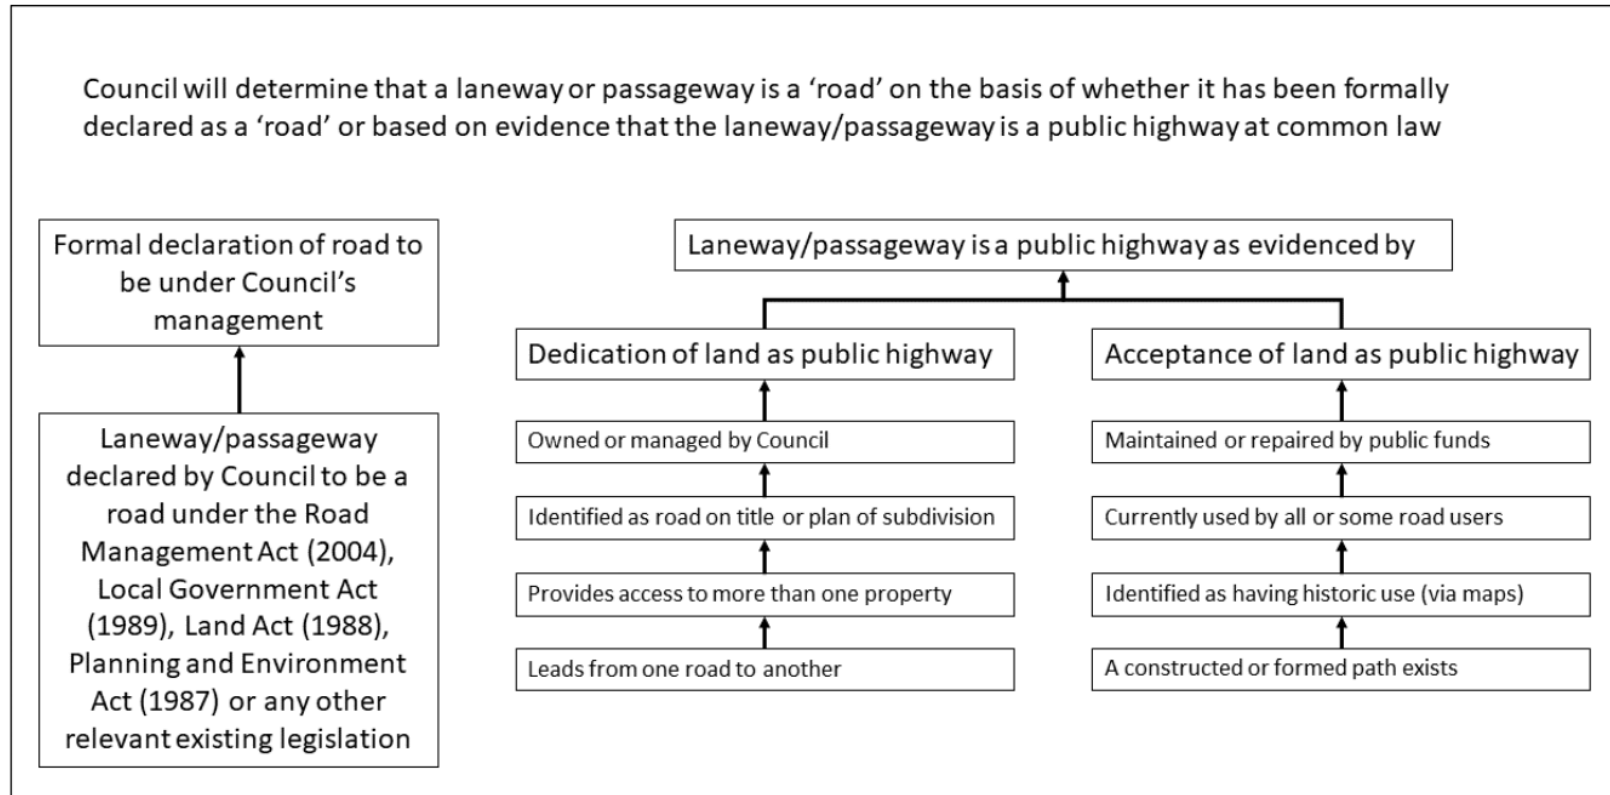 Council will determine that a laneway or passageway is a ‘road’ on the basis of whether it has been formally
declared as a ‘road’ or based on evidence that the laneway/passageway is a public highway at common law
Formal declaration of road to
be under Council’s
management
Laneway/passageway
declared by Council to be a
road under the Road
Management Act (2004),
Local Government Act
(1989), Land Act (1988),
Planning and Environment
Act (1987) or any other
relevant existing legislation
Laneway/passageway is a public highway as evidenced by
Dedication of land as public highway
Owned or managed by Council
Identified as road on title or plan of subdivision
Provides access to more than one property
Leads from one road to another
Acceptance of land as public highway
Maintained or repaired by public funds
Currently used by all or some road users
Identified as having historic use (via maps)
A constructed or formed path exists